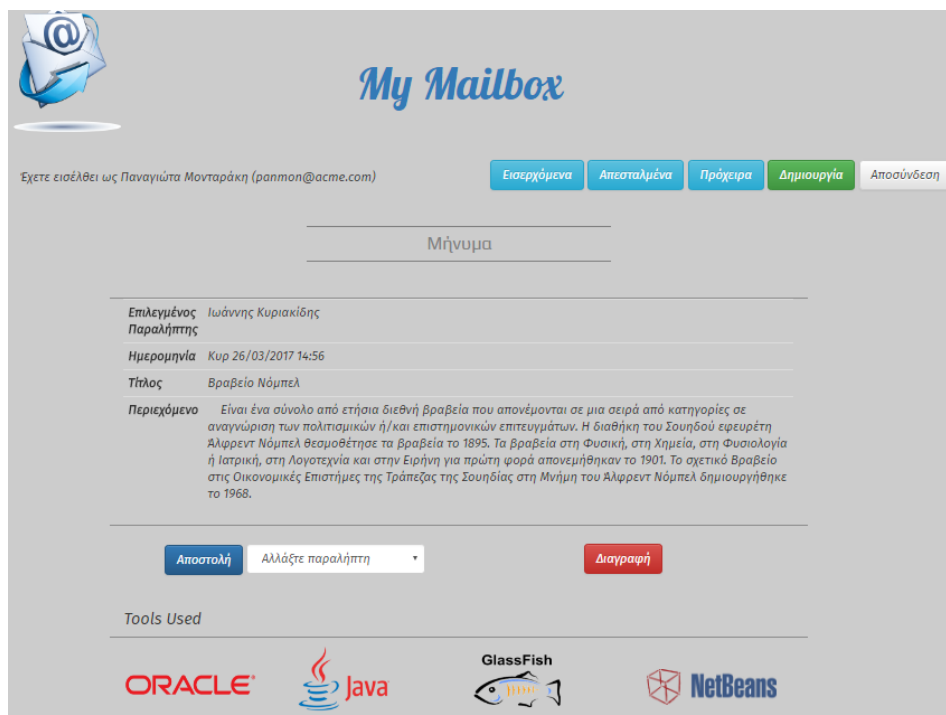 @
My Mailbox
Έχετε εισέλθει ως Παναγιώτα Μονταράκη (panmon@acme.com)
Εισερχόμενα Απεσταλμένα Πρόχειρα Δημιουργία Αποσύνδεση
Μήνυμα
Επιλεγμένος Ιωάννης Κυριακίδης
Παραλήπτης
Ημερομηνία Κυρ 26/03/2017 14:56
Τίτλος Βραβείο Νόμπελ
Περιεχόμενο Είναι ένα σύνολο από ετήσια διεθνή βραβεία που απονέμονται σε μια σειρά από κατηγορίες σε
αναγνώριση των πολιτισμικών ή/και επιστημονικών επιτευγμάτων. Η διαθήκη του Σουηδού εφευρέτη
Άλφρεντ Νόμπελ θεσμοθέτησε τα βραβεία το 1895. Τα βραβεία στη Φυσική, στη Χημεία, στη Φυσιολογία
ή Ιατρική, στη Λογοτεχνία και στην Ειρήνη για πρώτη φορά απονεμήθηκαν το 1901. Το σχετικό Βραβείο
στις Οικονομικές Επιστήμες της Τράπεζας της Σουηδίας στη Μνήμη του Άλφρεντ Νόμπελ δημιουργήθηκε
το 1968.
Αποστολή Αλλάξτε παραλήπτη Διαγραφή
Tools Used
ORACLE Java GlassFish NetBeans